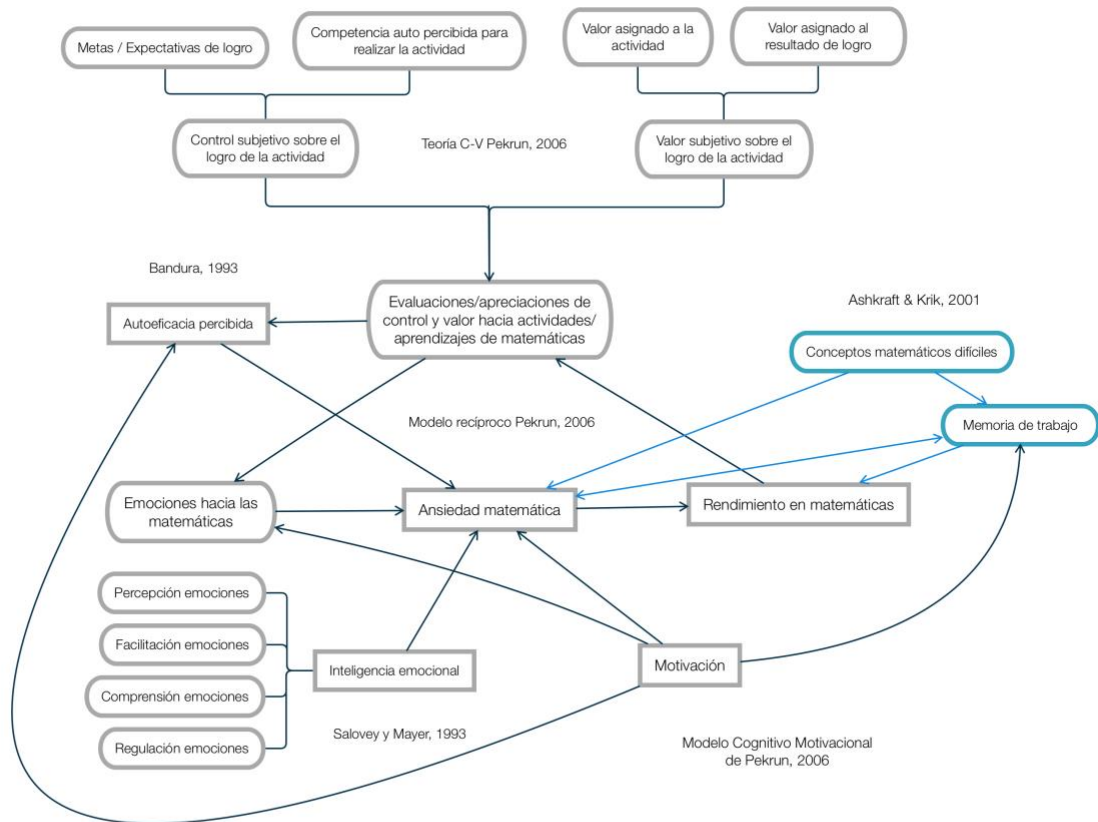 Metas / Expectativas de logro
Competencia auto percibida para
realizar la actividad
Valor asignado a la
actividad
Valor asignado al
resultado de logro
Control subjetivo sobre el
logro de la actividad
Teoría C-V Pekrun, 2006
Valor subjetivo sobre el
logro de la actividad
Bandura, 1993
Autoeficacia percibida
Evaluaciones/apreciaciones de
control y valor hacia actividades/
aprendizajes de matemáticas
Ashkraft & Krik, 2001
Conceptos matemáticos difíciles
Memoria de trabajo
Modelo recíproco Pekrun, 2006
Emociones hacia las
matemáticas
Ansiedad matemática
Rendimiento en matemáticas
Percepción emociones
Facilitación emociones
Comprensión emociones
Regulación emociones
Inteligencia emocional
Motivación
Salovey y Mayer, 1993
Modelo Cognitivo Motivacional
de Pekrun, 2006